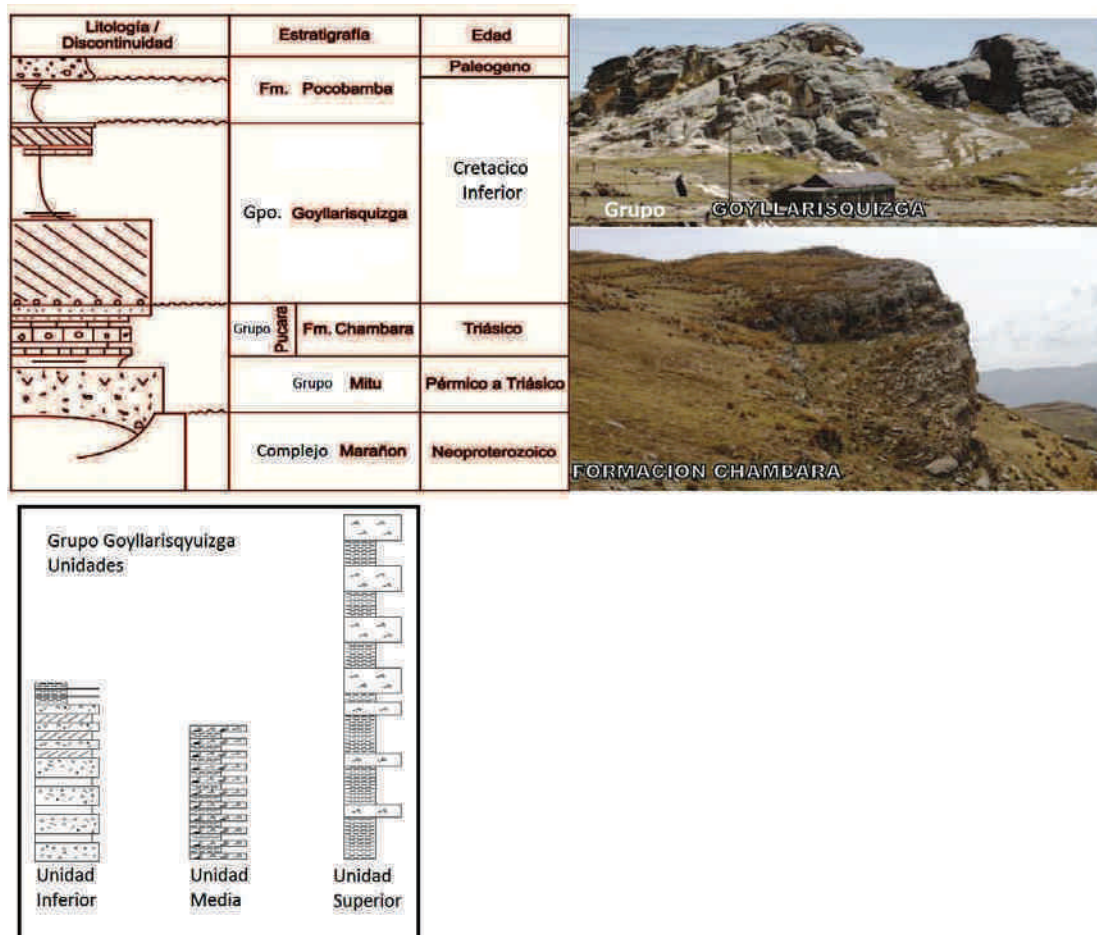 Litología /
Discontinuidad
Estratigrafía
Edad
Paleogeno
Fm. Pocobamba
Cretacico
Inferior
Gpo. Goyllarisquizga
Grupo
Pucara
Fm. Chambara
Triásico
Grupo Mitu
Pérmico a Triásico
Complejo Marañon
Neoproterozoico
Grupo GOYLLARISQUIZGA
FORMACION CHAMBARA
Grupo Goyllarisqyuizga
Unidades
Unidad
Inferior
Unidad
Media
Unidad
Superior